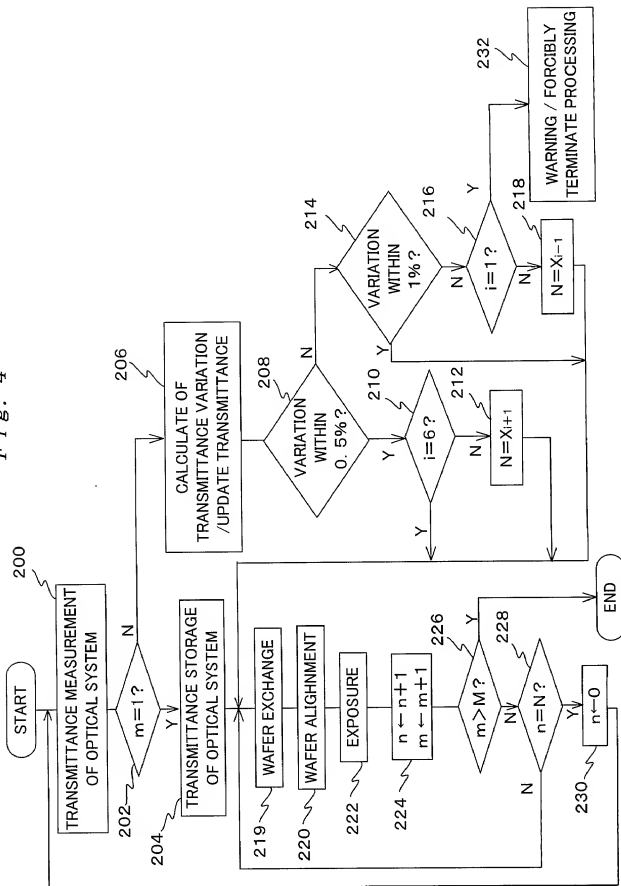 Fig. 4
START
200
TRANSMITTANCE MEASUREMENT
OF OPTICAL SYSTEM
202
m=1?
N
Y
204
TRANSMITTANCE STORAGE
OF OPTICAL SYSTEM
206
CALCULATE OF
TRANSMITTANCE VARIATION
/UPDATE TRANSMITTANCE
208
VARIATION
WITHIN
0. 5%?
N
Y
210
i=6?
Y
N
212
N=Xi+1
214
VARIATION
WITHIN
1%?
Y
N
216
i=1?
Y
N
218
N=Xi-1
232
WARNING / FORCIBLY
TERMINATE PROCESSING
219
WAFER EXCHANGE
220
WAFER ALIGHNMENT
222
EXPOSURE
224
n ← n+1
m ← m+1
226
m>M?
Y
N
228
n=N?
N
Y
230
n←0
END